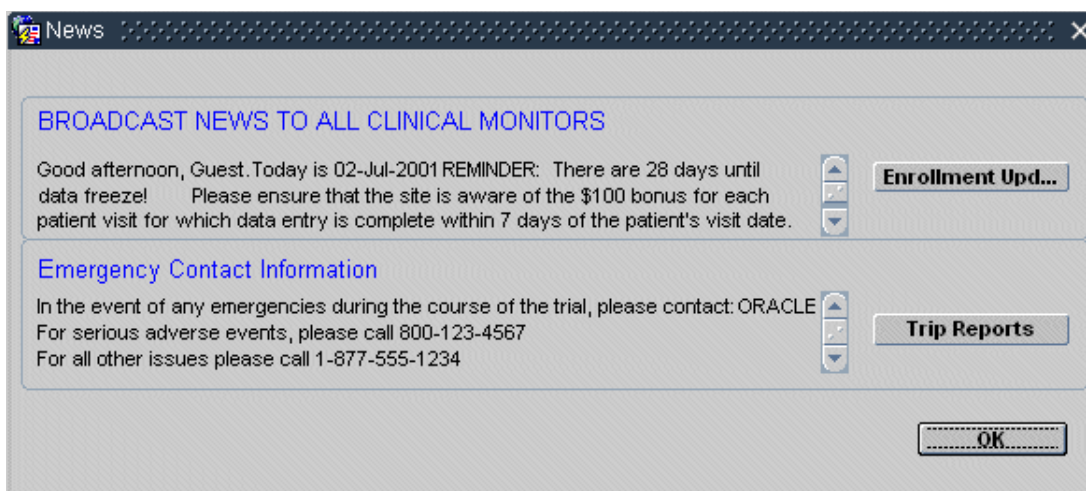 News
BROADCAST NEWS TO ALL CLINICAL MONITORS
Good afternoon, Guest.Today is 02-Jul-2001 REMINDER: There are 28 days until
data freeze! Please ensure that the site is aware of the $100 bonus for each
patient visit for which data entry is complete within 7 days of the patient's visit date.
Enrollment Upd...
Emergency Contact Information
In the event of any emergencies during the course of the trial, please contact: ORACLE
For serious adverse events, please call 800-123-4567
For all other issues please call 1-877-555-1234
Trip Reports
OK